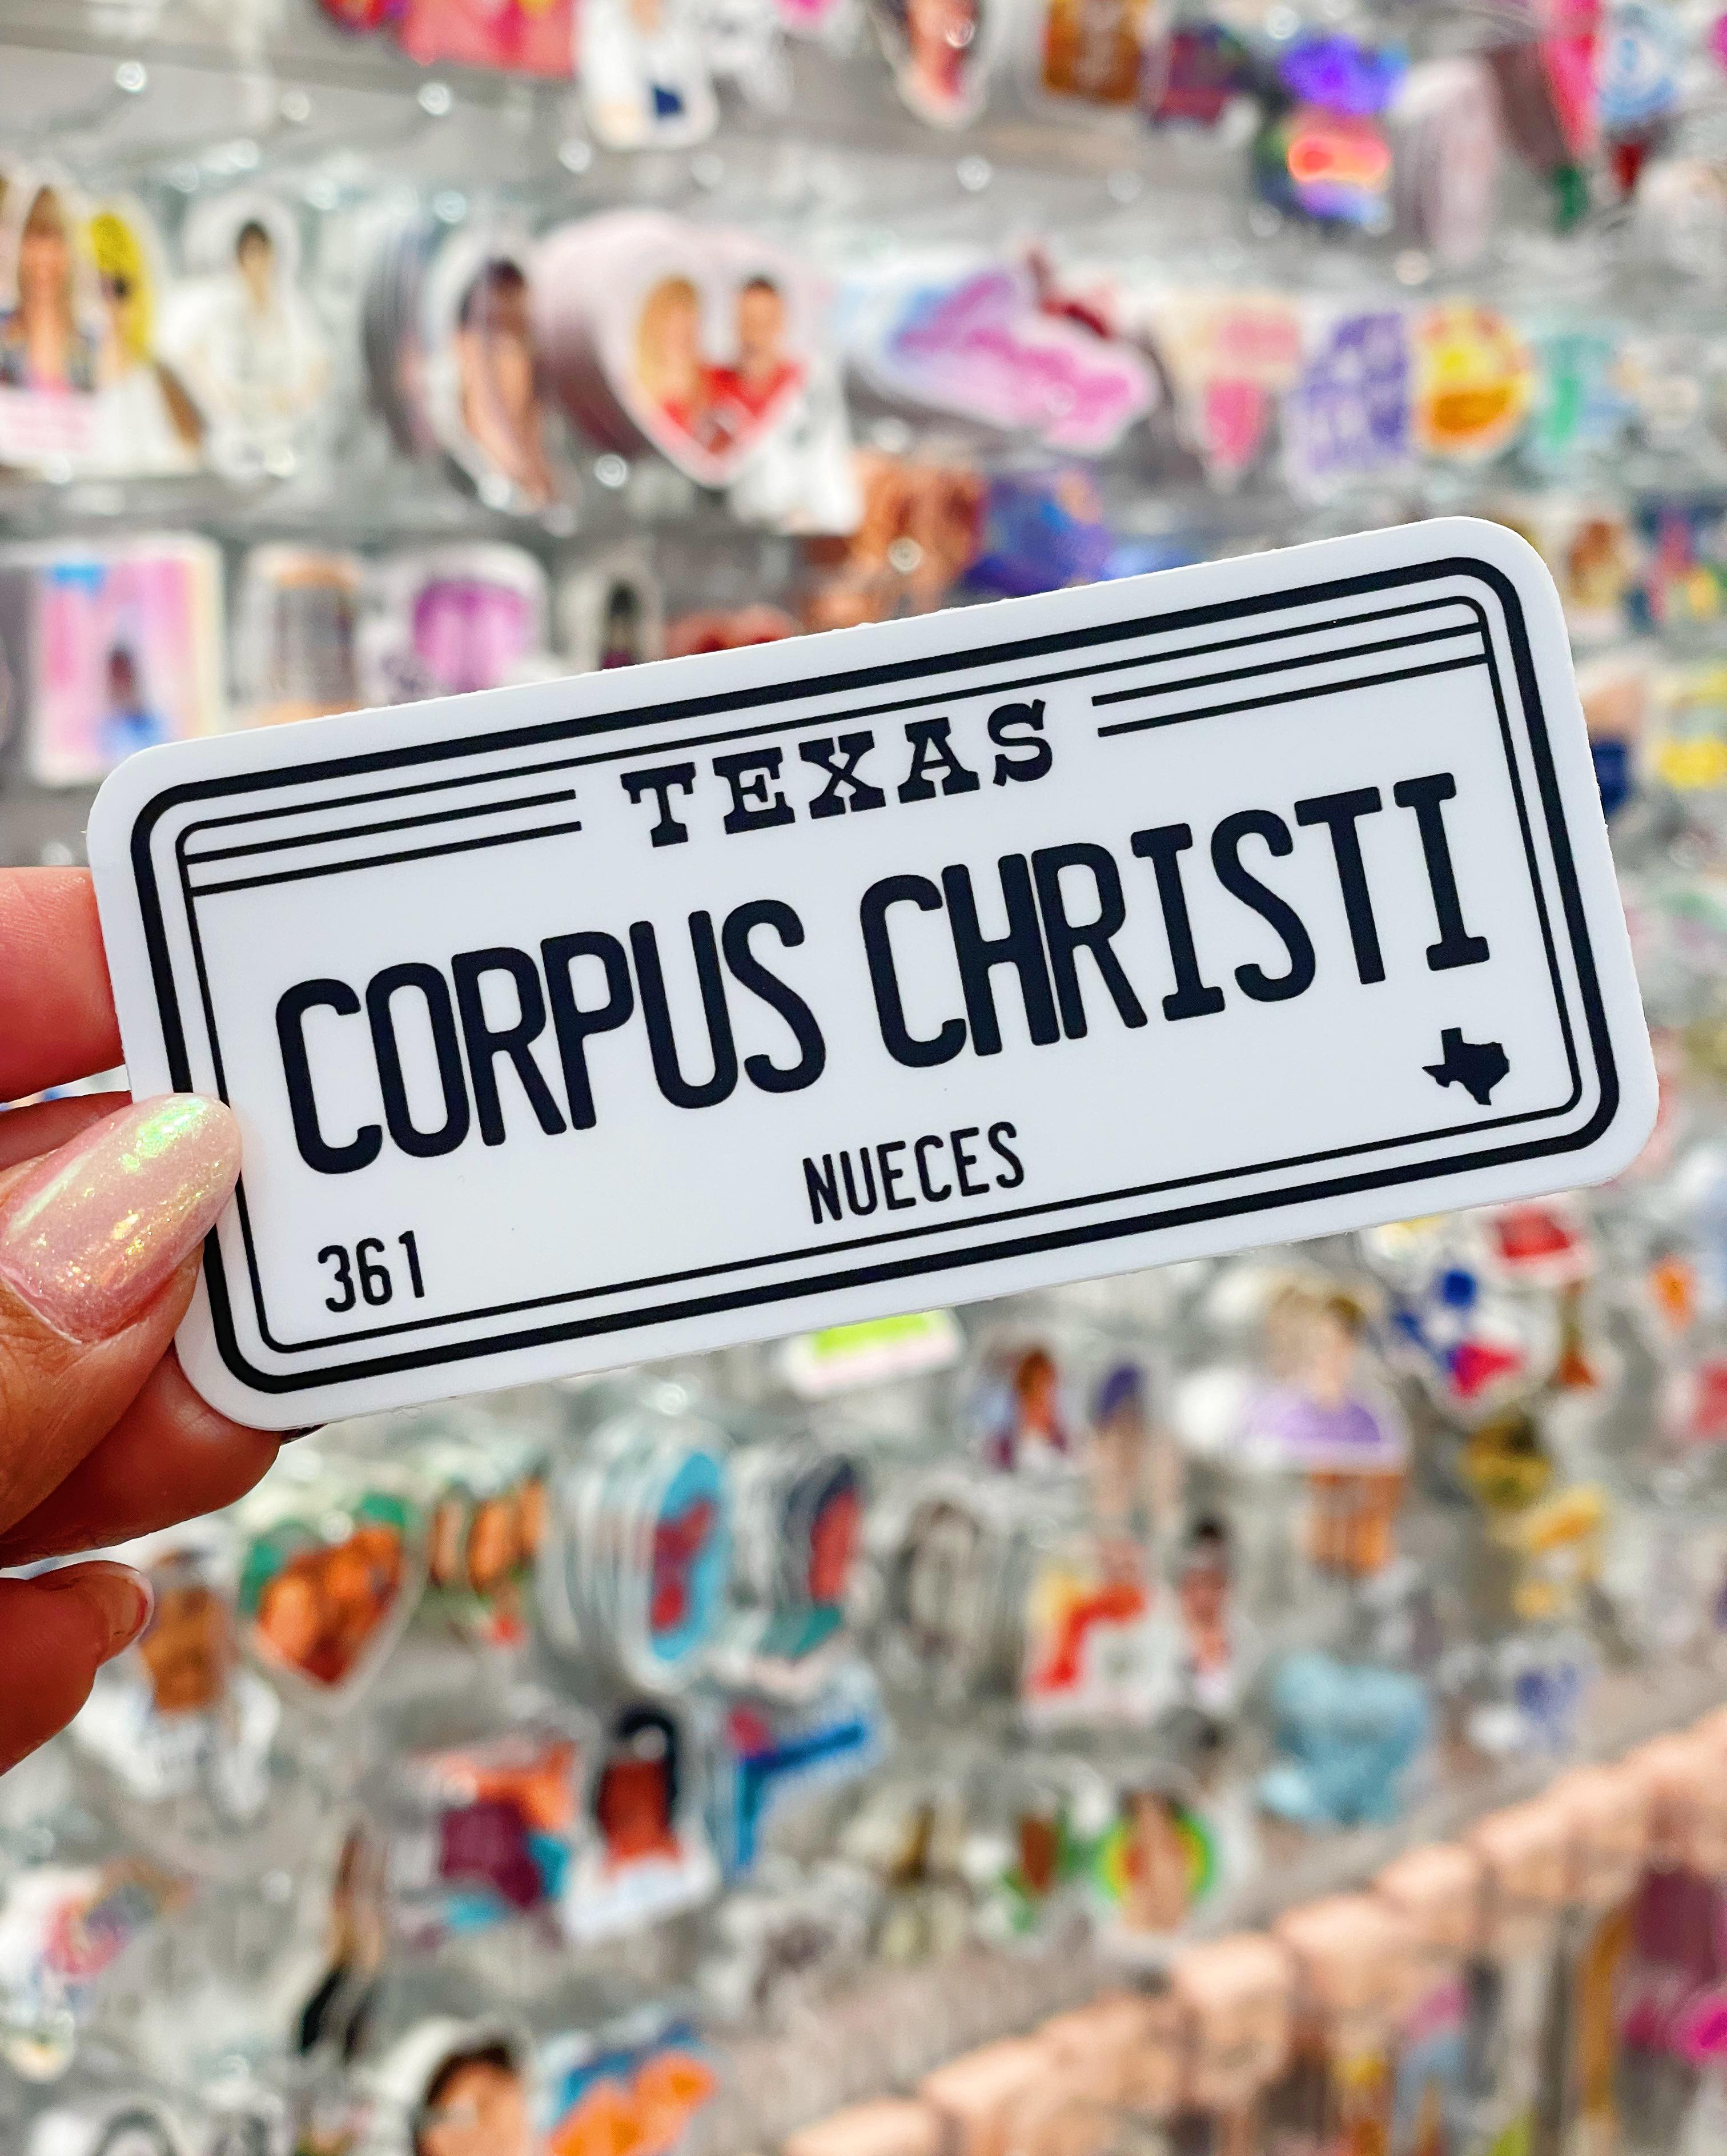 TEXAS
CORPUS CHRISTI
NUECES
361